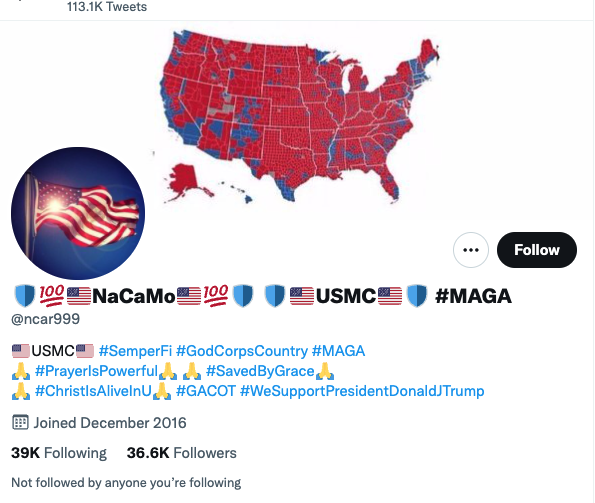 113.1K Tweets
Follow
🛡️💯🇺🇸NaCaMo🇺🇸💯🛡️ 🛡️🇺🇸USMC🇺🇸🛡️ #MAGA
@ncar999
🇺🇸USMC🇺🇸 #SemperFi #GodCorpsCountry #MAGA
🙏 #PrayerIsPowerful🙏 🙏 #SavedByGrace🙏
🙏 #ChristIsAliveInU🙏 #GACOT #WeSupportPresidentDonaldJTrump
Joined December 2016
39K Following 36.6K Followers
Not followed by anyone you're following